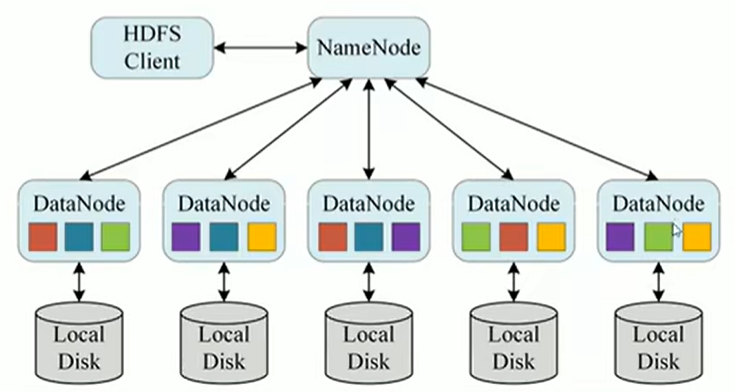 HDFS
Client
NameNode
DataNode
DataNode
DataNode
DataNode
DataNode
Local
Disk
Local
Disk
Local
Disk
Local
Disk
Local
Disk